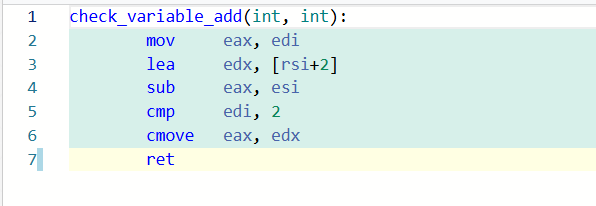 1 check_variable_add(int, int):
2 mov eax, edi
3 lea edx, [rsi+2]
4 sub eax, esi
5 cmp edi, 2
6 cmove eax, edx
7 ret